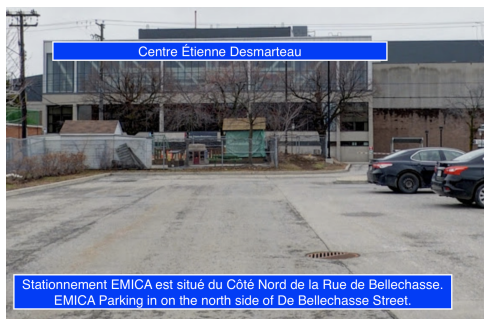 Centre Étienne Desmarteau
Stationnement EMICA est situé du Côté Nord de la Rue de Bellechasse.
EMICA Parking in on the north side of De Bellechasse Street.